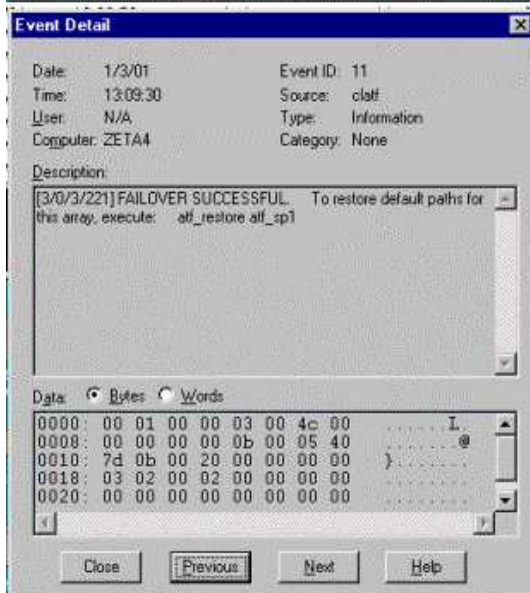 Event Detail
Date: 1/3/01 Event ID: 11
Time: 13:09:30 Source: clatf
User: N/A Type: Information
Computer: ZETA4 Category: None
Description:
[3/0/3/221] FAILOVER SUCCESSFUL. To restore default paths for
this array, execute: atf_restore atf_sp1
Data: Bytes Words
0000: 00 01 00 00 03 00 4c 00 ......L.
0008: 00 00 00 00 0b 00 05 40 .......@
0010: 7d 0b 00 20 00 00 00 00 }.. ....
0018: 03 02 00 02 00 00 00 00 ........
0020: 00 00 00 00 00 00 00 00 ........
Close Previous Next Help